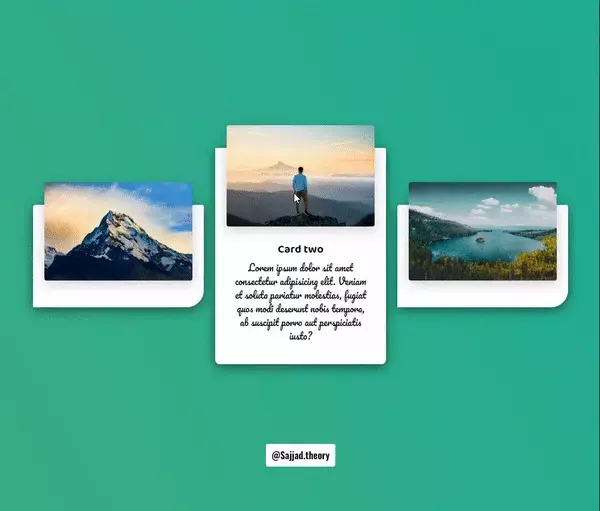 Card two
Lorem ipsum dolor sit amet
consectetur adipisicing elit. Veniam
et soluta pariatur molestias, fugiat
quos modi deserunt nobis tempora,
ab suscipit porro aut perspiciatis
iusto?
@Sajjad.theory